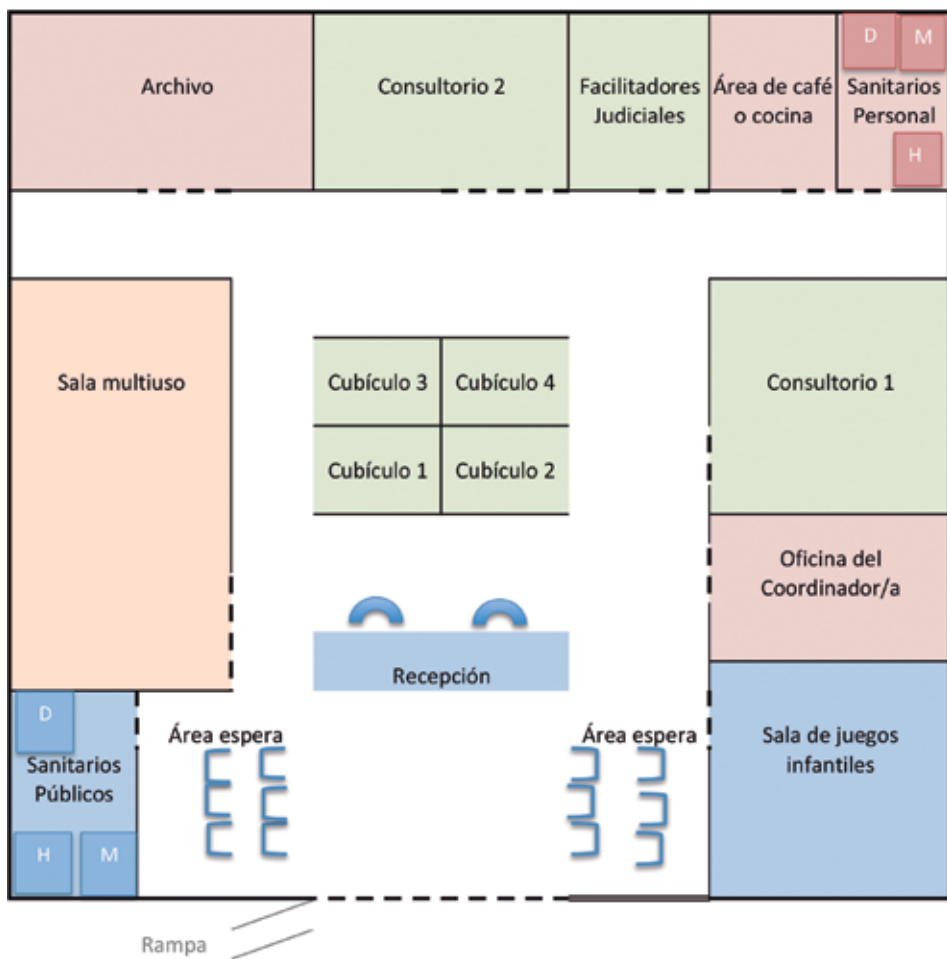 D
M
Archivo
Consultorio 2
Facilitadores
Judiciales
Área de café
o cocina
Sanitarios
Personal
H
Sala multiuso
Cubículo 3
Cubículo 4
Consultorio 1
Cubículo 1
Cubículo 2
Oficina del
Coordinador/a
Recepción
D
Área espera
Área espera
Sala de juegos
infantiles
Sanitarios
Públicos
H
M
Rampa